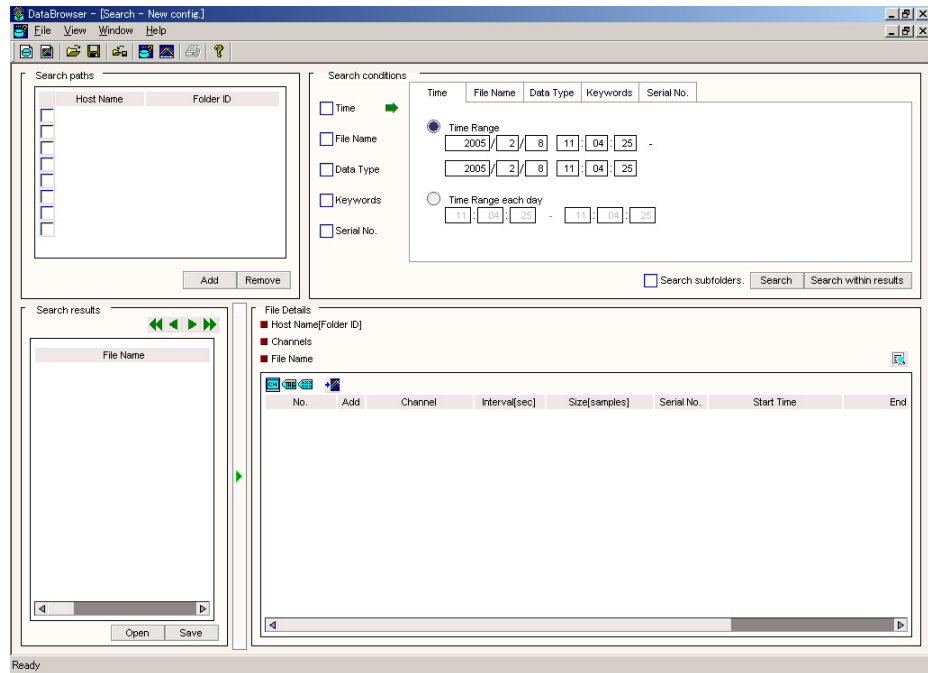 DataBrowser - [Search - New config.]
File View Window Help
Search paths
Host Name Folder ID
Add Remove
Search conditions
Time
File Name
Data Type
Keywords
Serial No.
Time File Name Data Type Keywords Serial No.
Time Range
2005 / 2 / 8 11 : 04 : 25 -
2005 / 2 / 8 11 : 04 : 25
Time Range each day
11 : 04 : 25 - 11 : 04 : 25
Search subfolders. Search Search within results
Search results
File Name
Open Save
File Details
Host Name[Folder ID]
Channels
File Name
CH TAG
No. Add Channel Interval[sec] Size[samples] Serial No. Start Time End
Ready